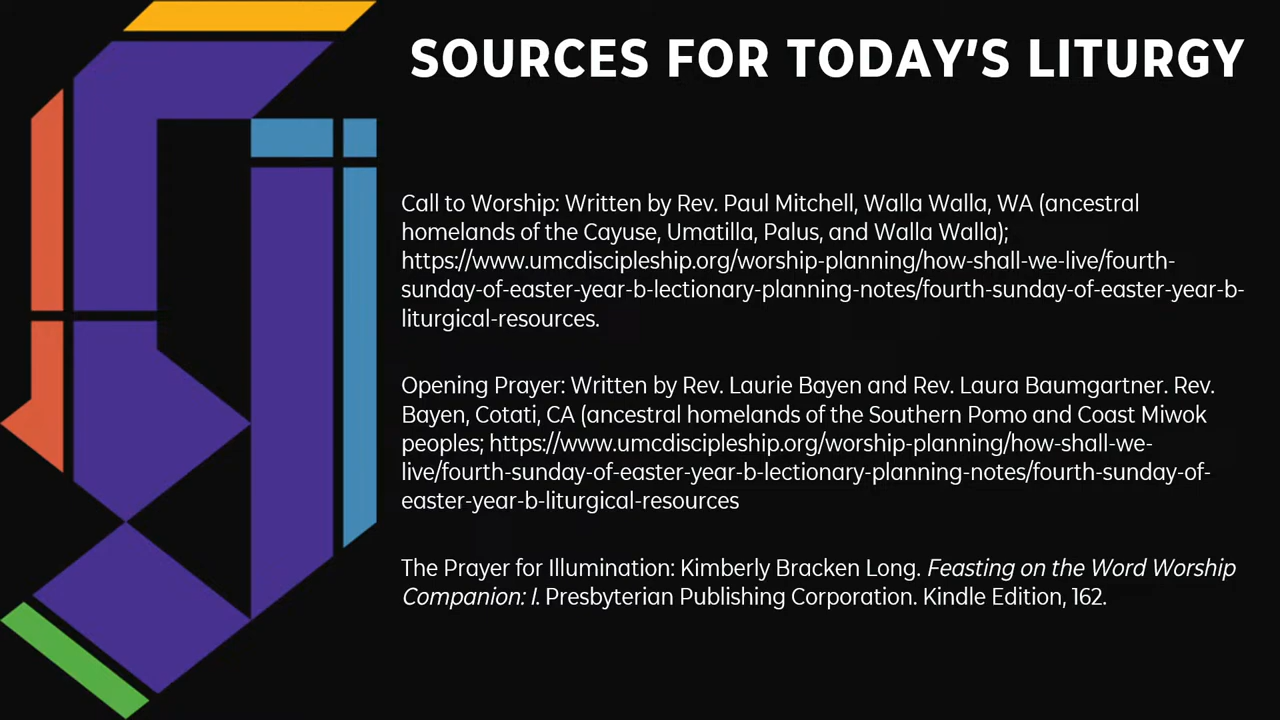 SOURCES FOR TODAY'S LITURGY
Call to Worship: Written by Rev. Paul Mitchell, Walla Walla, WA (ancestral
homelands of the Cayuse, Umatilla, Palus, and Walla Walla);
https://www.umcdiscipleship.org/worship-planning/how-shall-we-live/fourth-
sunday-of-easter-year-b-lectionary-planning-notes/fourth-sunday-of-easter-year-b-
liturgical-resources.
Opening Prayer: Written by Rev. Laurie Bayen and Rev. Laura Baumgartner. Rev.
Bayen, Cotati, CA (ancestral homelands of the Southern Pomo and Coast Miwok
peoples; https://www.umcdiscipleship.org/worship-planning/how-shall-we-
live/fourth-sunday-of-easter-year-b-lectionary-planning-notes/fourth-sunday-of-
easter-year-b-liturgical-resources
The Prayer for Illumination: Kimberly Bracken Long. Feasting on the Word Worship
Companion: I. Presbyterian Publishing Corporation. Kindle Edition, 162.